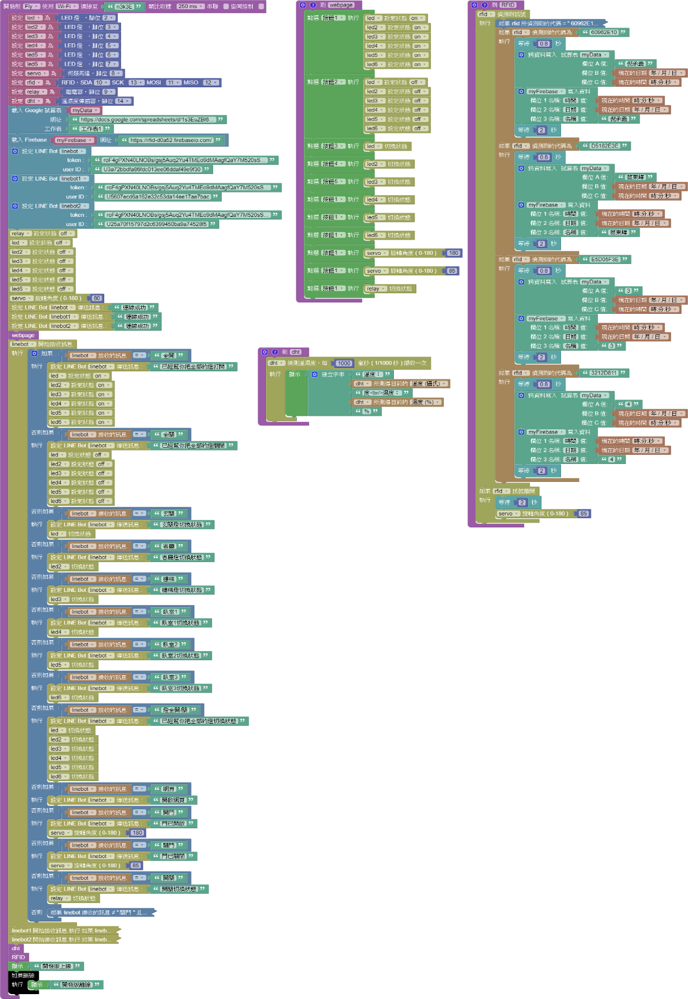 開發板 Fly 使用 Wi-Fi 連線至 “ n3k3E ” 類比取樣 250 ms 串聯 協同控制
設定 led 為 LED 燈 ，腳位 2
設定 led2 為 LED 燈 ，腳位 3
設定 led3 為 LED 燈 ，腳位 4
設定 led4 為 LED 燈 ，腳位 5
設定 led5 為 LED 燈 ，腳位 6
設定 led6 為 LED 燈 ，腳位 7
設定 servo 為 伺服馬達，腳位 8
設定 rfid 為 RFID，SDA 10 SCK 13 MOSI 11 MISO 12
設定 relay 為 繼電器，腳位 9
設定 dht 為 溫濕度傳感器，腳位 14
載入 Google 試算表 myData
網址 “ https://docs.google.com/spreadsheets/d/1s3EuZBl6... ”
工作表 “ 工作表1 ”
載入 Firebase myFirebase 網址 “ https://rfid-d0a52.firebaseio.com/ ”
設定 LINE Bot linebot
token : “ roF4gPXN40LNOBs/gsj5Auq2Yu4TMEo9dMAagfQaY7M520sS... ”
user ID : “ U3a72bbdfa86fdc013ee06ddaf49e9f30 ”
設定 LINE Bot linebot1
token : “ roF4gPXN40LNOBs/gsj5Auq2Yu4TMEo9dMAagfQaY7M520sS... ”
user ID : “ U5607ecd6a162e32c53da14ee17ae7bac ”
設定 LINE Bot linebot2
token : “ roF4gPXN40LNOBs/gsj5Auq2Yu4TMEo9dMAagfQaY7M520sS... ”
user ID : “ U25a70f15797d2c6399450ba9a74528f5 ”
relay 設定狀態 off
led 設定狀態 off
led2 設定狀態 off
led3 設定狀態 off
led4 設定狀態 off
led5 設定狀態 off
led6 設定狀態 off
servo 旋轉角度 ( 0-180 ) 80
設定 LINE Bot linebot 傳送訊息 : “ 連線成功 ”
設定 LINE Bot linebot1 傳送訊息 : “ 連線成功 ”
設定 LINE Bot linebot2 傳送訊息 : “ 連線成功 ”
webpage
linebot 開始接收訊息
執行 如果 linebot 接收的訊息 = “ 全開 ”
執行 設定 LINE Bot linebot 傳送訊息 : “ 已經幫你把全部的燈打開 ”
led 設定狀態 on
led2 設定狀態 on
led3 設定狀態 on
led4 設定狀態 on
led5 設定狀態 on
led6 設定狀態 on
否則如果 linebot 接收的訊息 = “ 全關 ”
執行 設定 LINE Bot linebot 傳送訊息 : “ 已經幫你把全部的燈關閉 ”
led 設定狀態 off
led2 設定狀態 off
led3 設定狀態 off
led4 設定狀態 off
led5 設定狀態 off
led6 設定狀態 off
否則如果 linebot 接收的訊息 = “ 玄關 ”
執行 設定 LINE Bot linebot 傳送訊息 : “ 玄關燈切換狀態 ”
led 切換狀態
否則如果 linebot 接收的訊息 = “ 客廳 ”
執行 設定 LINE Bot linebot 傳送訊息 : “ 客廳燈切換狀態 ”
led2 切換狀態
否則如果 linebot 接收的訊息 = “ 樓梯 ”
執行 設定 LINE Bot linebot 傳送訊息 : “ 樓梯燈切換狀態 ”
led3 切換狀態
否則如果 linebot 接收的訊息 = “ 臥室1 ”
執行 設定 LINE Bot linebot 傳送訊息 : “ 臥室1切換狀態 ”
led4 切換狀態
否則如果 linebot 接收的訊息 = “ 臥室2 ”
執行 設定 LINE Bot linebot 傳送訊息 : “ 臥室2切換狀態 ”
led5 切換狀態
否則如果 linebot 接收的訊息 = “ 臥室3 ”
執行 設定 LINE Bot linebot 傳送訊息 : “ 臥室3切換狀態 ”
led6 切換狀態
否則如果 linebot 接收的訊息 = “ 燈全開/關 ”
執行 設定 LINE Bot linebot 傳送訊息 : “ 已經幫你把全部的燈切換狀態 ”
led 切換狀態
led2 切換狀態
led3 切換狀態
led4 切換狀態
led5 切換狀態
led6 切換狀態
否則如果 linebot 接收的訊息 = “ 網頁 ”
執行 設定 LINE Bot linebot 傳送訊息 : “ 開啟網頁 ”
否則如果 linebot 接收的訊息 = “ 開門 ”
執行 設定 LINE Bot linebot 傳送訊息 : “ 門已開啟 ”
servo 旋轉角度 ( 0-180 ) 180
否則如果 linebot 接收的訊息 = “ 關門 ”
執行 設定 LINE Bot linebot 傳送訊息 : “ 門已關閉 ”
servo 旋轉角度 ( 0-180 ) 85
否則如果 linebot 接收的訊息 = “ 開關 ”
執行 設定 LINE Bot linebot 傳送訊息 : “ 開關切換狀態 ”
relay 切換狀態
否則 如果 linebot 接收的訊息 ≠ “ 關門 ” 且...
linebot1 開始接收訊息 執行 如果 lineb...
linebot2 開始接收訊息 執行 如果 lineb...
dht
RFID
顯示 “ 開發版上線 ”
如果斷線
執行 顯示 “ 開發版離線 ”
到 webpage
點選 按鈕1 執行 led 設定狀態 on
led2 設定狀態 on
led3 設定狀態 on
led4 設定狀態 on
led5 設定狀態 on
led6 設定狀態 on
點選 按鈕2 執行 led 設定狀態 off
led2 設定狀態 off
led3 設定狀態 off
led4 設定狀態 off
led5 設定狀態 off
led6 設定狀態 off
點選 按鈕3 執行 led 切換狀態
點選 按鈕4 執行 led2 切換狀態
點選 按鈕5 執行 led3 切換狀態
點選 按鈕1 執行 led4 切換狀態
點選 按鈕1 執行 led5 切換狀態
點選 按鈕1 執行 led6 切換狀態
點選 按鈕1 執行 servo 旋轉角度 ( 0-180 ) 180
點選 按鈕1 執行 servo 旋轉角度 ( 0-180 ) 85
點選 按鈕1 執行 relay 切換狀態
到 dht
dht 偵測溫濕度，每 1000 毫秒 ( 1/1000 秒 ) 擷取一次
執行 顯示 建立字串 “ 溫度： ”
dht 所測得目前的 溫度 (攝氏)
“ 度<br/>濕度： ”
dht 所測得目前的 濕度 (%)
“ % ”
到 RFID
rfid 偵測到訊號
執行 如果 rfid 所偵測到的代碼 = “ 60962E1...
如果 rfid 偵測到的代碼為 “ 60962E10 ”
執行 等待 0.8 秒
將資料寫入 試算表 myData
欄位 A 值: “ 倪承義 ”
欄位 B 值: 現在的日期 年 / 月 / 日
欄位 C 值: 現在的時間 時:分:秒
myFirebase 寫入資料
欄位 1 名稱: 時間 值: 現在的時間 時:分:秒
欄位 2 名稱: 日期 值: 現在的日期 年 / 月 / 日
欄位 3 名稱: 名稱 值: “ 倪承義 ”
等待 2 秒
如果 rfid 偵測到的代碼為 “ D5182E3E ”
執行 等待 0.8 秒
將資料寫入 試算表 myData
欄位 A 值: “ 蔡東嶧 ”
欄位 B 值: 現在的日期 年 / 月 / 日
欄位 C 值: 現在的時間 時:分:秒
myFirebase 寫入資料
欄位 1 名稱: 時間 值: 現在的時間 時:分:秒
欄位 2 名稱: 日期 值: 現在的日期 年 / 月 / 日
欄位 3 名稱: 名稱 值: “ 蔡東嶧 ”
等待 2 秒
如果 rfid 偵測到的代碼為 “ E5D05F3E ”
執行 等待 0.8 秒
將資料寫入 試算表 myData
欄位 A 值: “ 3 ”
欄位 B 值: 現在的日期 年 / 月 / 日
欄位 C 值: 現在的時間 時:分:秒
myFirebase 寫入資料
欄位 1 名稱: 時間 值: 現在的時間 時:分:秒
欄位 2 名稱: 日期 值: 現在的日期 年 / 月 / 日
欄位 3 名稱: 名稱 值: “ 3 ”
等待 2 秒
如果 rfid 偵測到的代碼為 “ 3212D811 ”
執行 等待 0.8 秒
將資料寫入 試算表 myData
欄位 A 值: “ 4 ”
欄位 B 值: 現在的日期 年 / 月 / 日
欄位 C 值: 現在的時間 時:分:秒
myFirebase 寫入資料
欄位 1 名稱: 時間 值: 現在的時間 時:分:秒
欄位 2 名稱: 日期 值: 現在的日期 年 / 月 / 日
欄位 3 名稱: 名稱 值: “ 4 ”
等待 2 秒
如果 rfid 訊號離開
執行 等待 2 秒
servo 旋轉角度 ( 0-180 ) 85